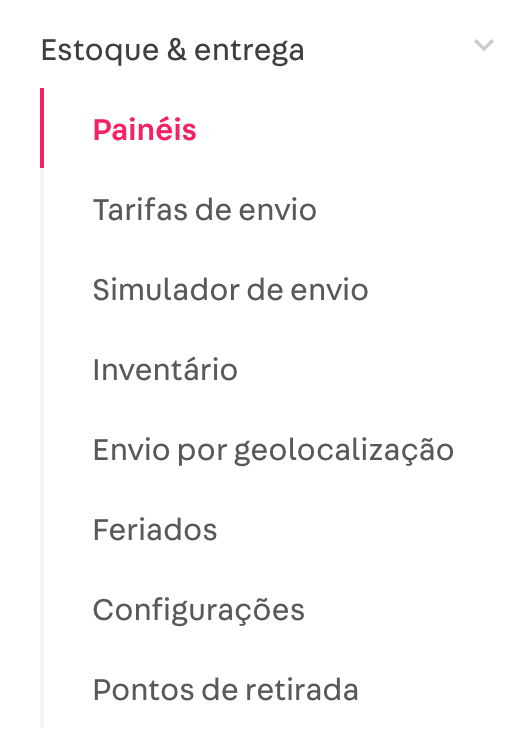 Estoque & entrega
Painéis
Tarifas de envio
Simulador de envio
Inventário
Envio por geolocalização
Feriados
Configurações
Pontos de retirada